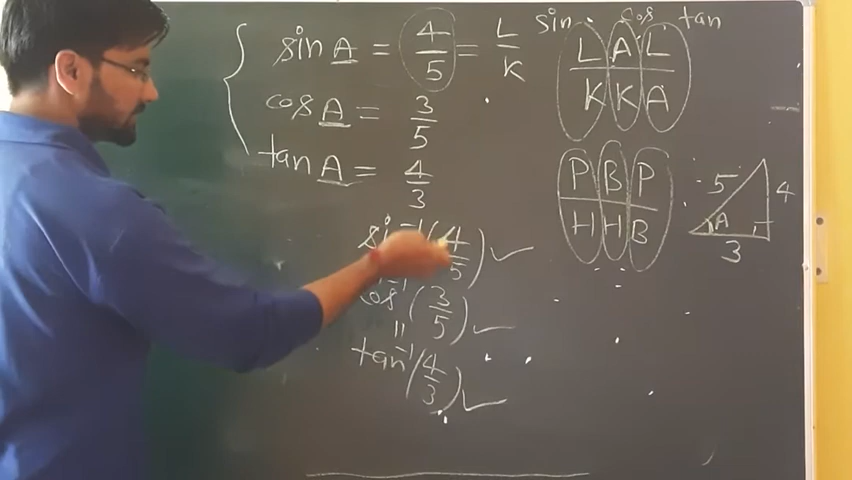 sin A = 4/5 = L/K
cos A = 3/5
tan A = 4/3
sin⁻¹(4/5) ✓
cos⁻¹(3/5) ✓
"
tan⁻¹(4/3) ✓
sin cos tan
L A L
K K A
P B P
H H B
5 4
A
3